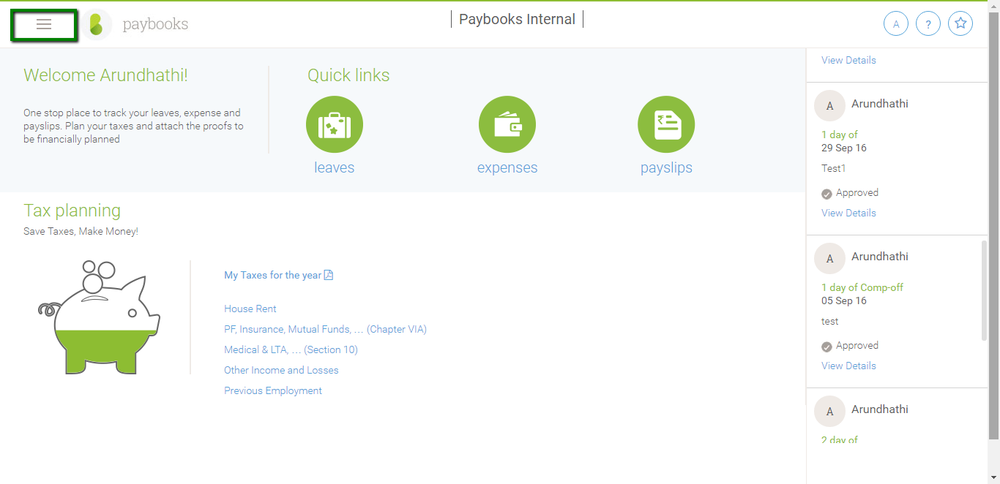 paybooks
Paybooks Internal
A
?
Welcome Arundhathi!
One stop place to track your leaves, expense and
payslips. Plan your taxes and attach the proofs to
be financially planned
Quick links
leaves
expenses
payslips
Tax planning
Save Taxes, Make Money!
My Taxes for the year
House Rent
PF, Insurance, Mutual Funds, ... (Chapter VIA)
Medical & LTA, ... (Section 10)
Other Income and Losses
Previous Employment
View Details
A
Arundhathi
1 day of
29 Sep 16
Test1
Approved
View Details
A
Arundhathi
1 day of Comp-off
05 Sep 16
test
Approved
View Details
A
Arundhathi
2 day of